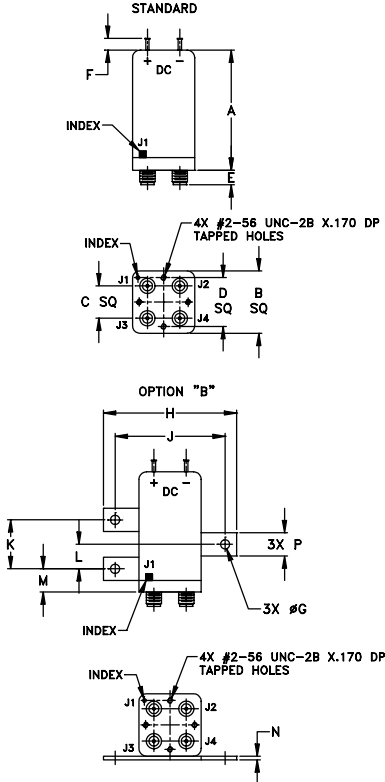 STANDARD
F
+ −
DC
A
INDEX
J1
E
4X #2-56 UNC-2B X.170 DP
TAPPED HOLES
INDEX
J1
J2
C SQ
D
SQ
B
SQ
J3
J4
OPTION "B"
H
J
+ −
DC
K
L
M
3X P
J1
3X øG
INDEX
4X #2-56 UNC-2B X.170 DP
TAPPED HOLES
INDEX
J1
J2
J3
J4
N